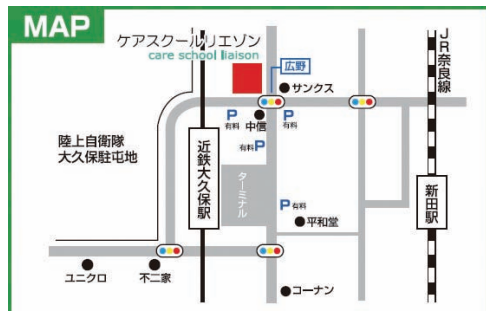 MAP
ケアスクールリエゾン
care school liaison
広野
サンクス
JR奈良線
P
有料
中信
P
有料
有料P
陸上自衛隊
大久保駐屯地
近鉄大久保駅
ターミナル
新田駅
P有料
平和堂
ユニクロ
不二家
コーナン